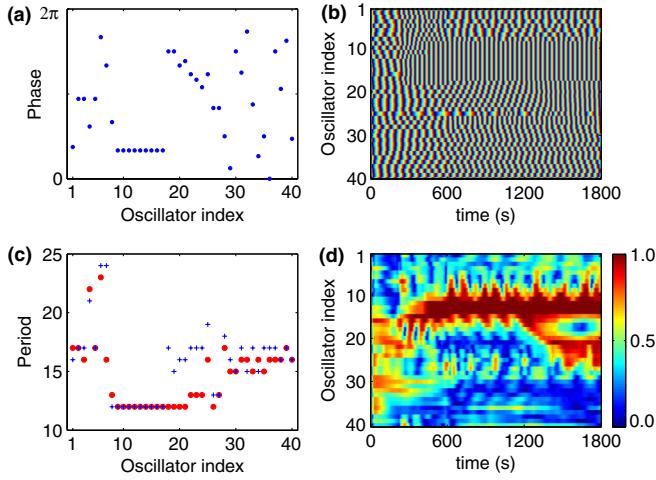 (a)
2π
Phase
0
1 10 20 30 40
Oscillator index
(b)
Oscillator index
1
10
20
30
40
0 600 1200 1800
time (s)
(c)
Period
25
20
15
10
1 10 20 30 40
Oscillator index
(d)
Oscillator index
1
10
20
30
40
0 600 1200 1800
time (s)
1.0
0.5
0.0